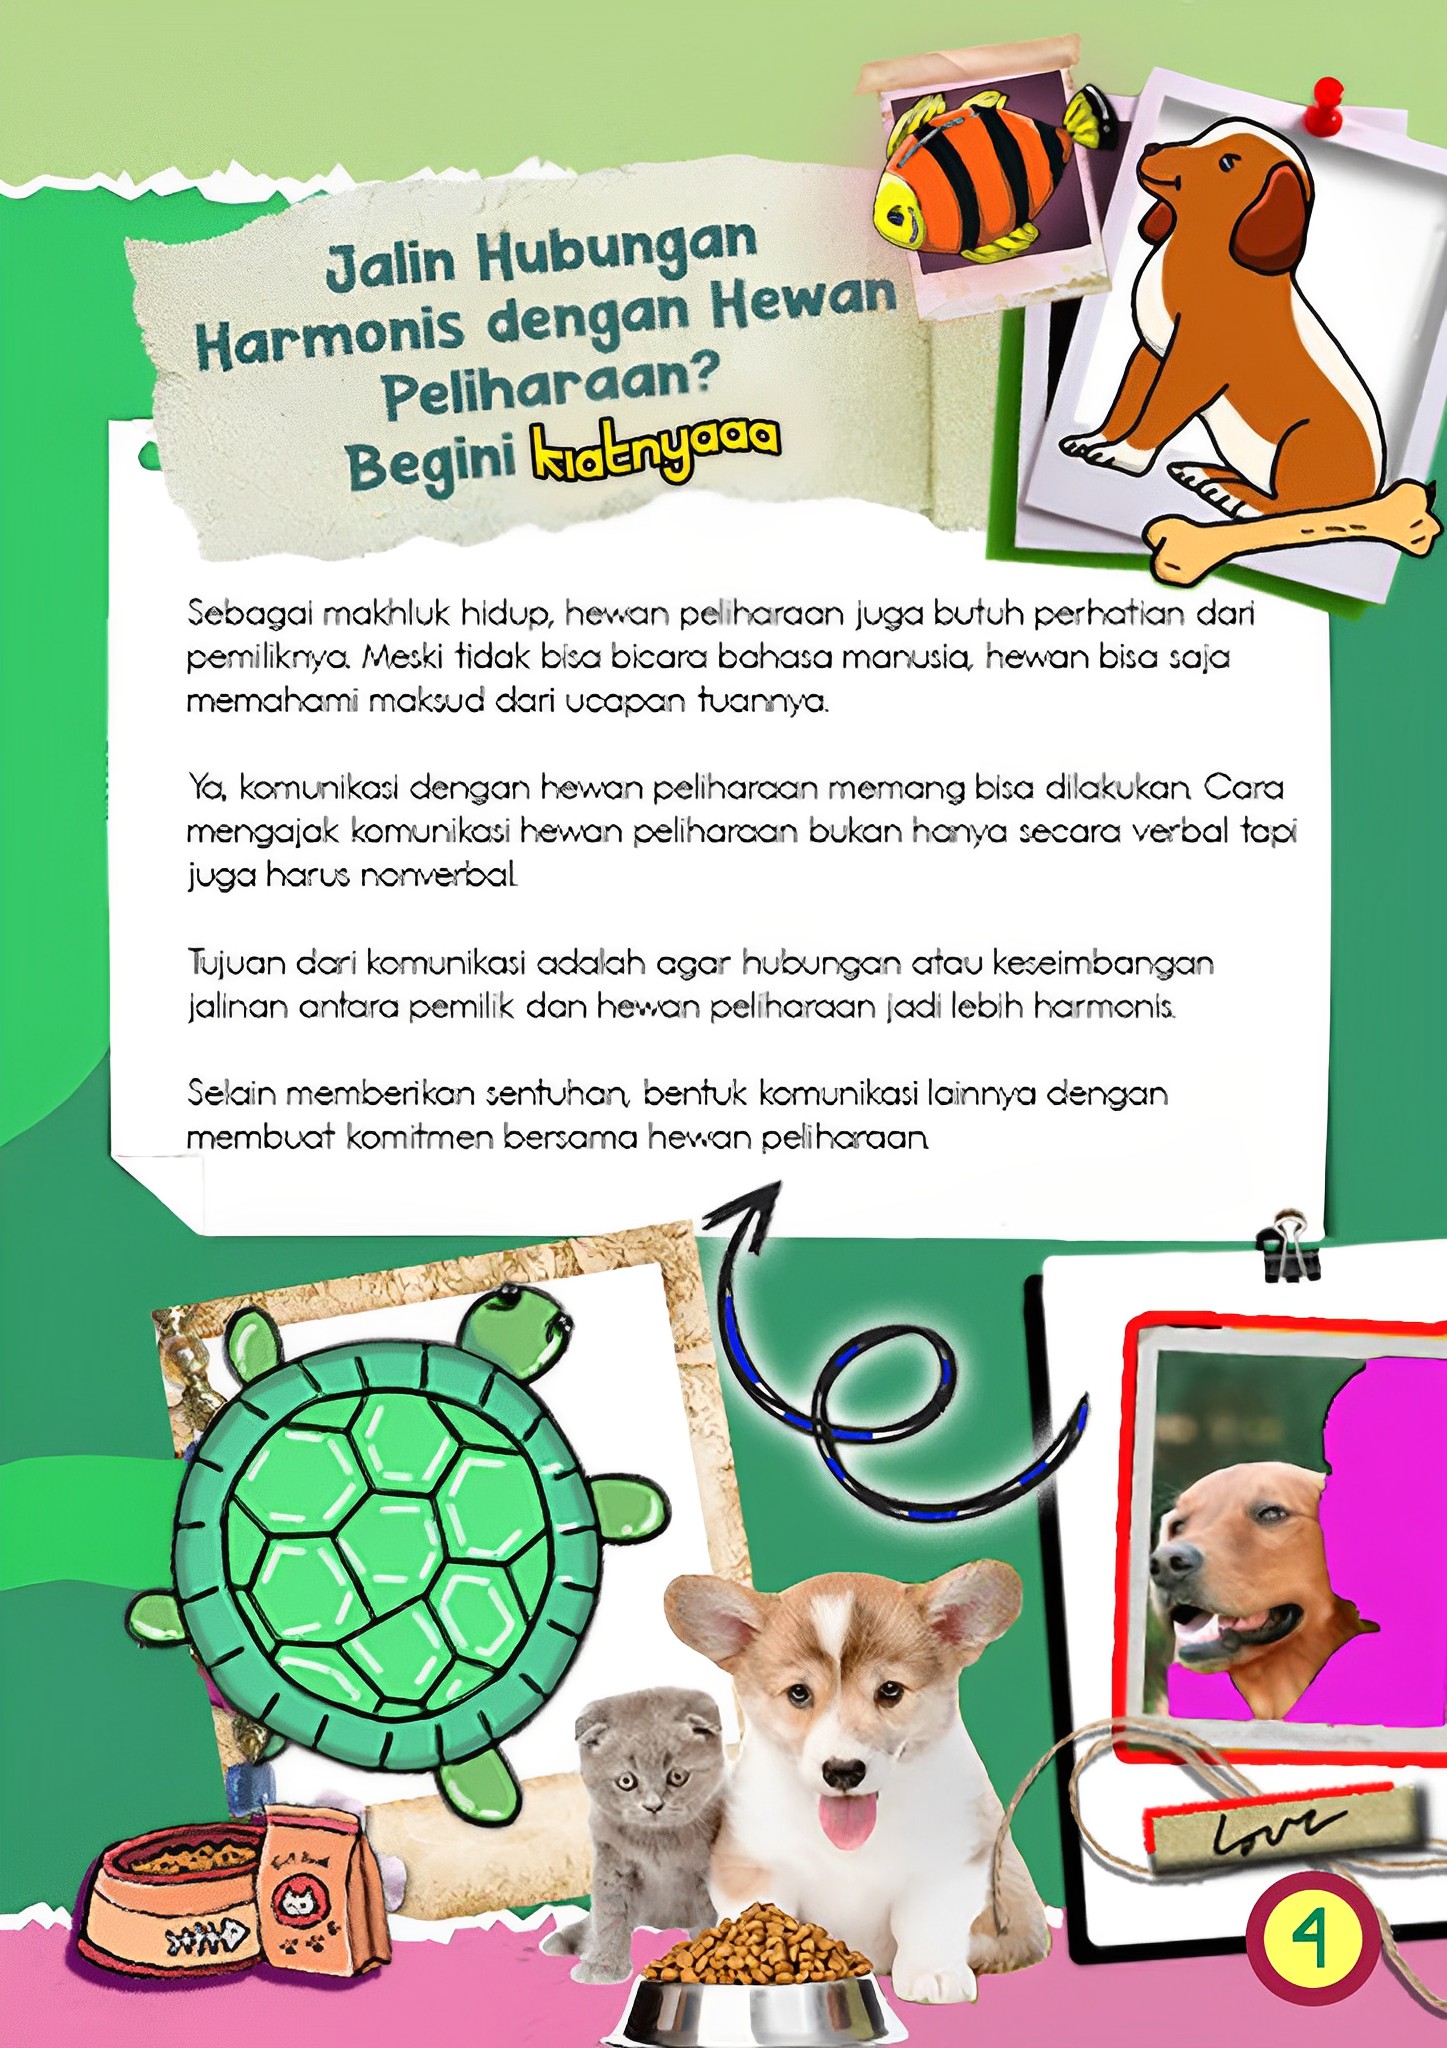 Jalin Hubungan
Harmonis dengan Hewan
Peliharaan?
Begini kiatnyaaa
Sebagai makhluk hidup, hewan peliharaan juga butuh perhatian dari
pemiliknya. Meski tidak bisa bicara bahasa manusia, hewan bisa saja
memahami maksud dari ucapan tuannya.
Ya, komunikasi dengan hewan peliharaan memang bisa dilakukan. Cara
mengajak komunikasi hewan peliharaan bukan hanya secara verbal tapi
juga harus nonverbal.
Tujuan dari komunikasi adalah agar hubungan atau keseimbangan
jalinan antara pemilik dan hewan peliharaan jadi lebih harmonis.
Selain memberikan sentuhan, bentuk komunikasi lainnya dengan
membuat komitmen bersama hewan peliharaan.
Love
4